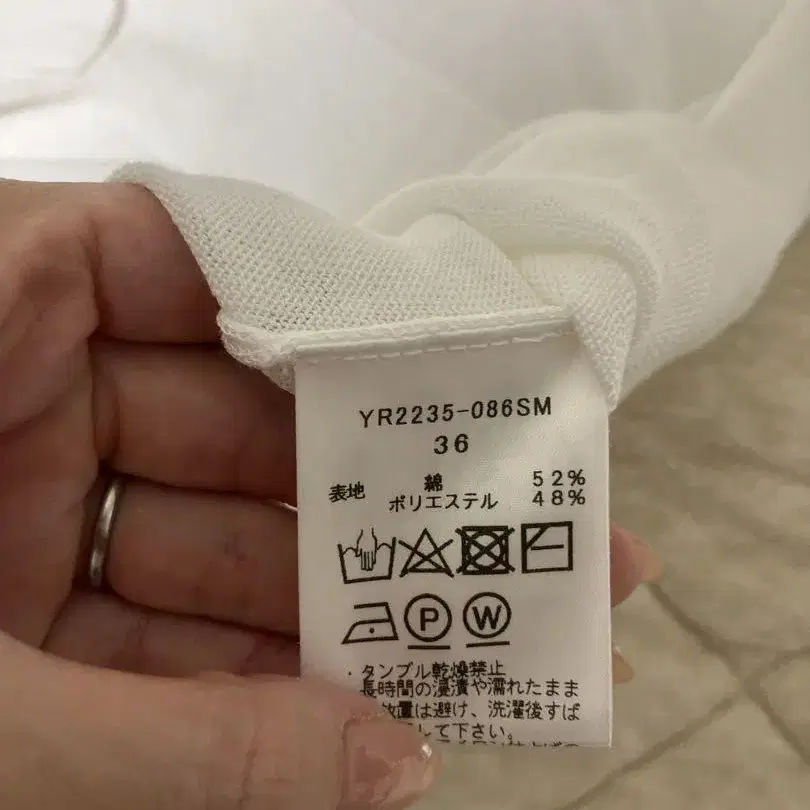 YR2235-086SM
36
表地 綿 52%
ポリエステル 48%
P W
・タンブル乾燥禁止
長時間の浸漬や濡れたまま
放置は避け、洗濯後すば
して下さい。